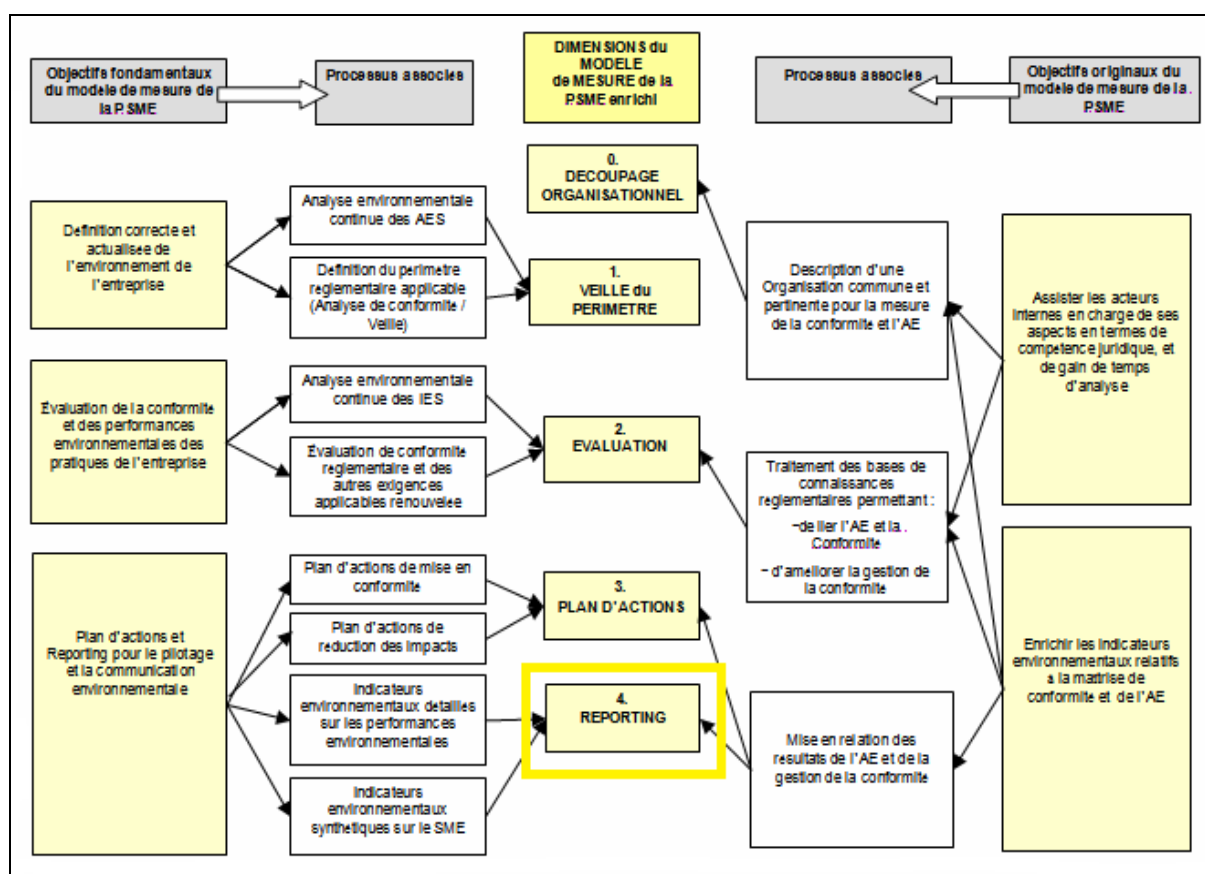 Objectifs fondamentaux
du modele de mesure de
la P.SME
Processus associes
DIMENSIONS du
MODELE
de MESURE de la
P.SME enrichi
Processus associes
Objectifs originaux du
modele de mesure de la.
P.SME
0.
DECOUPAGE
ORGANISATIONNEL
Definition correcte et
actualisee de
l'environnement de
l'entreprise
Analyse environnementale
continue des AES
Definition du perimetre
reglementaire applicable
(Analyse de conformite /
Veille)
1.
VEILLE du
PERIMETRE
Description d'une
Organisation commune et
pertinente pour la mesure
de la conformite et l'AE
Assister les acteurs
internes en charge de ses
aspects en termes de
competence juridique, et
de gain de temps
d'analyse
Évaluation de la conformite
et des performances
environnementales des
pratiques de l'entreprise
Analyse environnementale
continue des IES
Évaluation de conformite
reglementaire et des
autres exigences
applicables renouvelee
2.
EVALUATION
Traitement des bases de
connaissances
reglementaires permettant :
-de lier l'AE et la.
Conformite
- d'ameliorer la gestion de
la conformite
Plan d'actions et
Reporting pour le pilotage
et la communication
environnementale
Plan d'actions de mise en
conformite
Plan d'actions de
reduction des impacts
Indicateurs
environnementaux detailles
sur les performances
environnementales
Indicateurs
environnementaux
synthetiques sur le SME
3.
PLAN D'ACTIONS
4.
REPORTING
Mise en relation des
resultats de l'AE et de la
gestion de la conformite
Enrichir les indicateurs
environnementaux relatifs
a la maitrise de
conformite et de l'AE